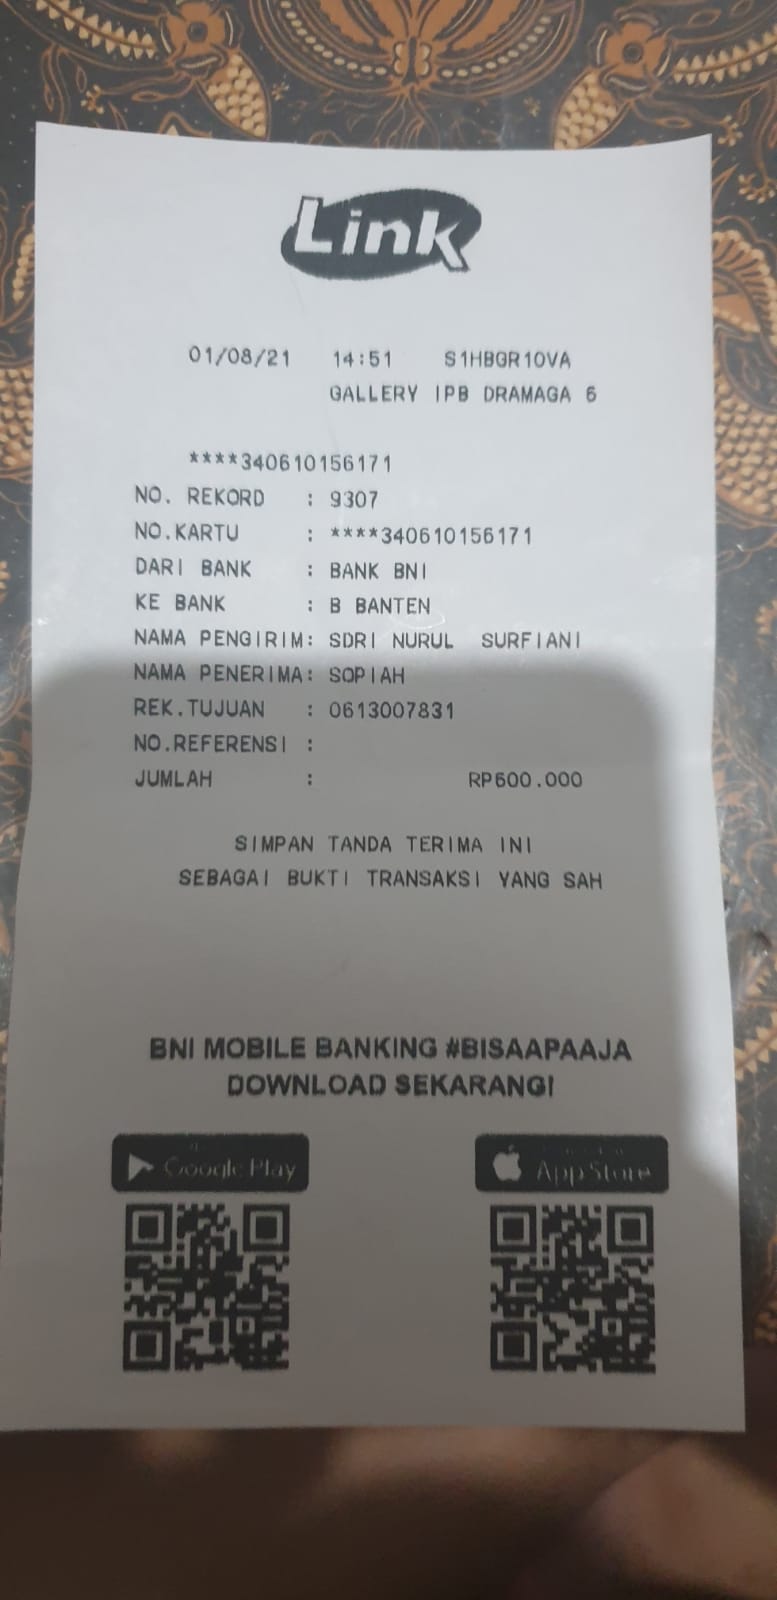 Link
01/08/21 14:51 S1HBGR10VA
GALLERY IPB DRAMAGA 6
****340610156171
NO. REKORD : 9307
NO.KARTU : ****340610156171
DARI BANK : BANK BNI
KE BANK : B BANTEN
NAMA PENGIRIM: SDRI NURUL SURFIANI
NAMA PENERIMA: SOPIAH
REK.TUJUAN : 0613007831
NO.REFERENSI :
JUMLAH : RP600.000
SIMPAN TANDA TERIMA INI
SEBAGAI BUKTI TRANSAKSI YANG SAH
BNI MOBILE BANKING #BISAAPAAJA
DOWNLOAD SEKARANG!
Google Play
App Store